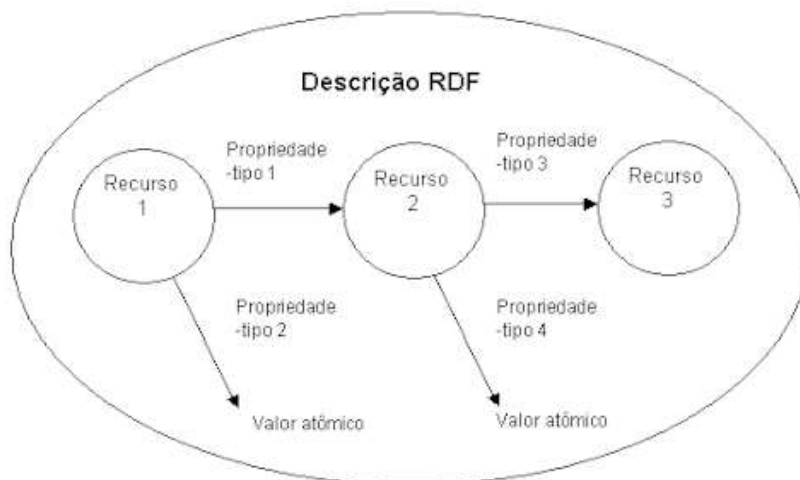 Descrição RDF
Propriedade
-tipo 1
Propriedade
-tipo 3
Recurso
1
Recurso
2
Recurso
3
Propriedade
-tipo 2
Propriedade
-tipo 4
Valor atômico
Valor atômico